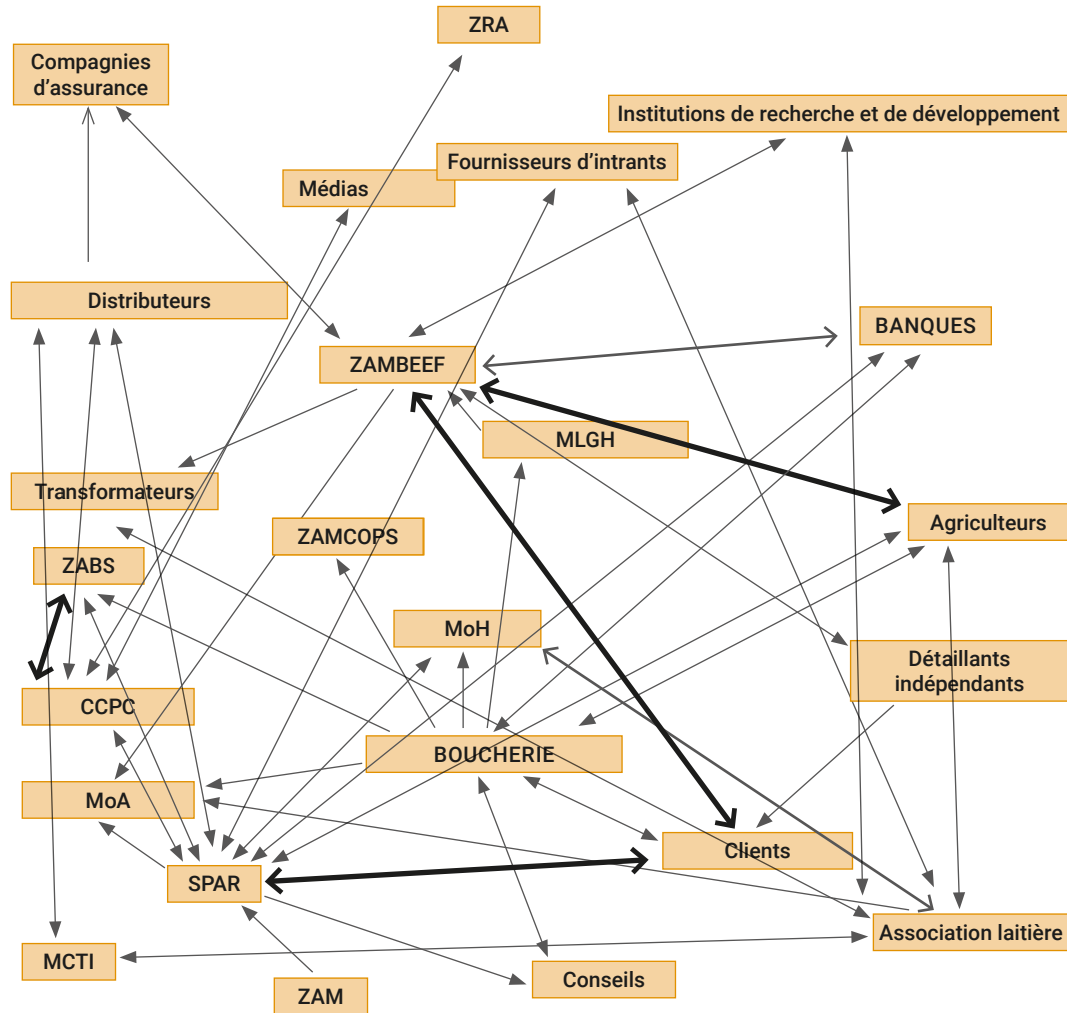 ZRA
Compagnies
d'assurance
Institutions de recherche et de développement
Fournisseurs d'intrants
Médias
Distributeurs
BANQUES
ZAMBEEF
MLGH
Transformateurs
Agriculteurs
ZAMCOPS
ZABS
MoH
Détaillants
indépendants
CCPC
BOUCHERIE
MoA
Clients
SPAR
Association laitière
MCTI
Conseils
ZAM